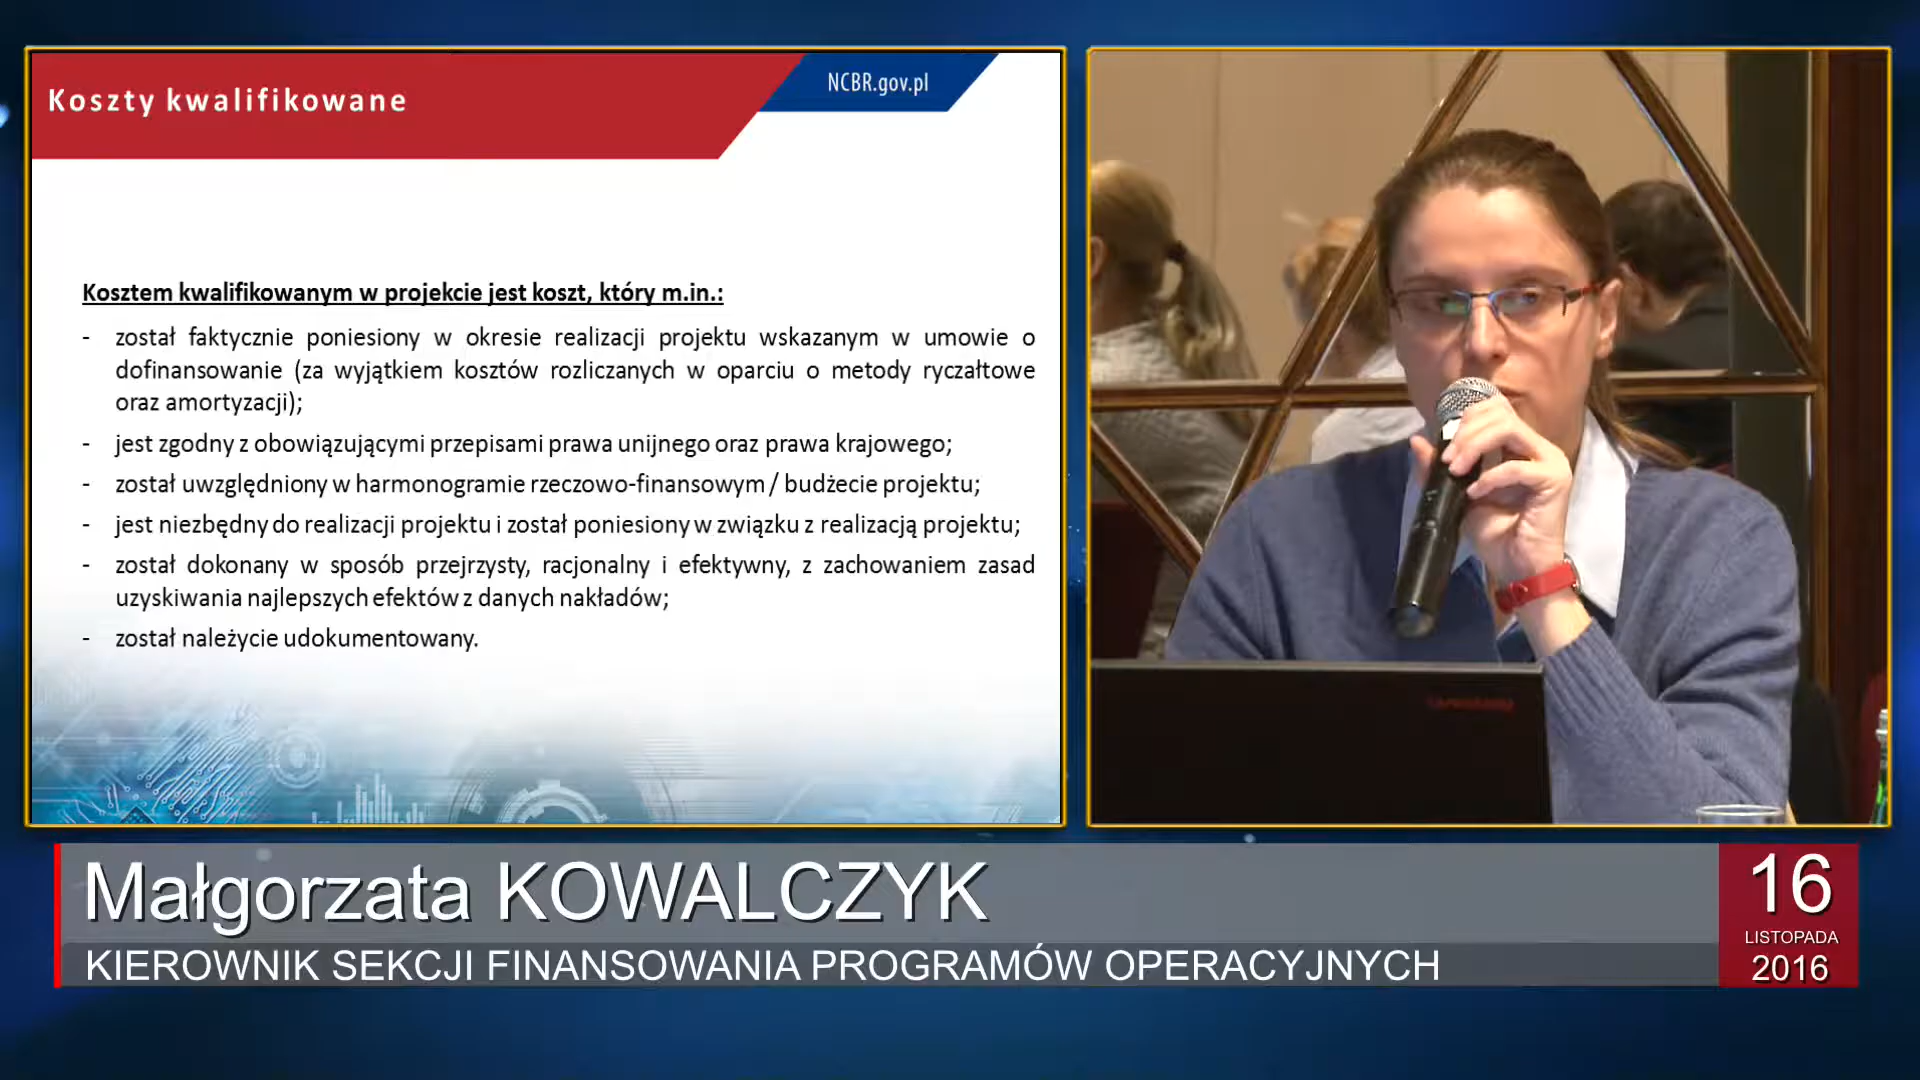 Koszty kwalifikowane
NCBR.gov.pl
Kosztem kwalifikowanym w projekcie jest koszt, który m.in.:
- został faktycznie poniesiony w okresie realizacji projektu wskazanym w umowie o
dofinansowanie (za wyjątkiem kosztów rozliczanych w oparciu o metody ryczałtowe
oraz amortyzacji);
- jest zgodny z obowiązującymi przepisami prawa unijnego oraz prawa krajowego;
- został uwzględniony w harmonogramie rzeczowo-finansowym / budżecie projektu;
- jest niezbędny do realizacji projektu i został poniesiony w związku z realizacją projektu;
- został dokonany w sposób przejrzysty, racjonalny i efektywny, z zachowaniem zasad
uzyskiwania najlepszych efektów z danych nakładów;
- został należycie udokumentowany.
Małgorzata KOWALCZYK
KIEROWNIK SEKCJI FINANSOWANIA PROGRAMÓW OPERACYJNYCH
16
LISTOPADA
2016